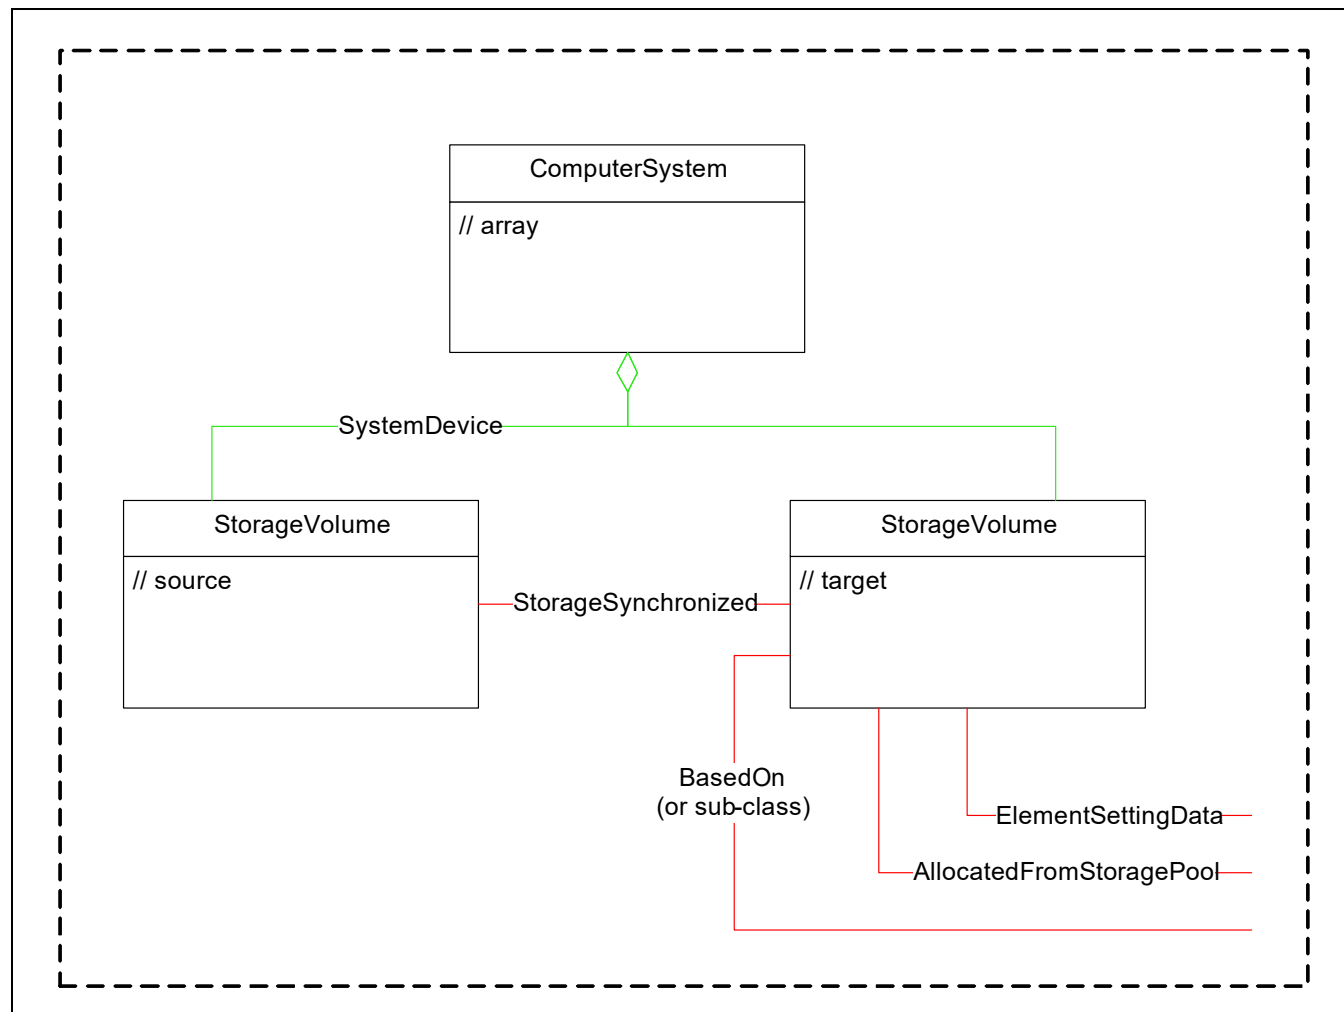 ComputerSystem
// array
SystemDevice
StorageVolume
// source
StorageSynchronized
StorageVolume
// target
BasedOn
(or sub-class)
ElementSettingData
AllocatedFromStoragePool